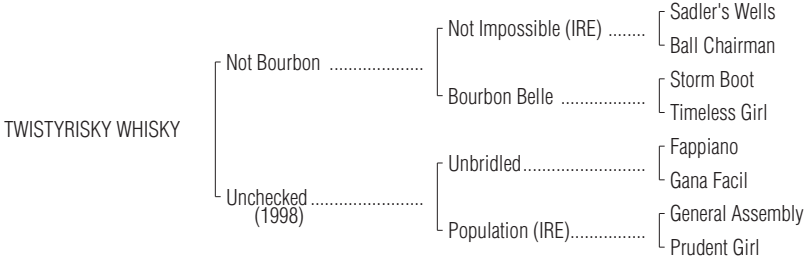 Sadler's Wells
Not Impossible (IRE) ........
Ball Chairman
Not Bourbon ....................
Storm Boot
Bourbon Belle ..................
Timeless Girl
TWISTYRISKY WHISKY
Fappiano
Unbridled..........................
Gana Facil
Unchecked........................
(1998)
General Assembly
Population (IRE)................
Prudent Girl